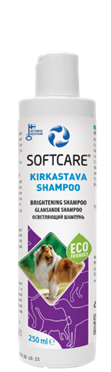 SOFTCARE®
KIRKASTAVA
SHAMPOO
BRIGHTENING SHAMPOO
GLANSANDE SHAMPOO
ОСВЕТЛЯЮЩИЙ ШАМПУНЬ
ECO
FRIENDLY
250 ml e